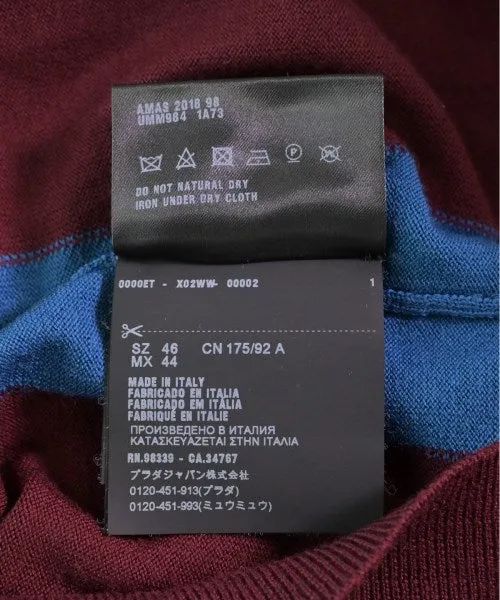 AMAS 2018 98
UMM984 1A73
DO NOT NATURAL DRY
IRON UNDER DRY CLOTH
0000ET - X02WW- 00002 1
SZ 46 CN 175/92 A
MX 44
MADE IN ITALY
FABRICADO EN ITALIA
FABRICADO EM ITÁLIA
FABRIQUÉ EN ITALIE
ПРОИЗВЕДЕНО В ИТАЛИЯ
ΚΑΤΑΣΚΕΥΑΖΕΤΑΙ ΣΤΗΝ ΙΤΑΛΙΑ
RN.98339 - CA.34767
プラダジャパン株式会社
0120-451-913(プラダ)
0120-451-993(ミュウミュウ)